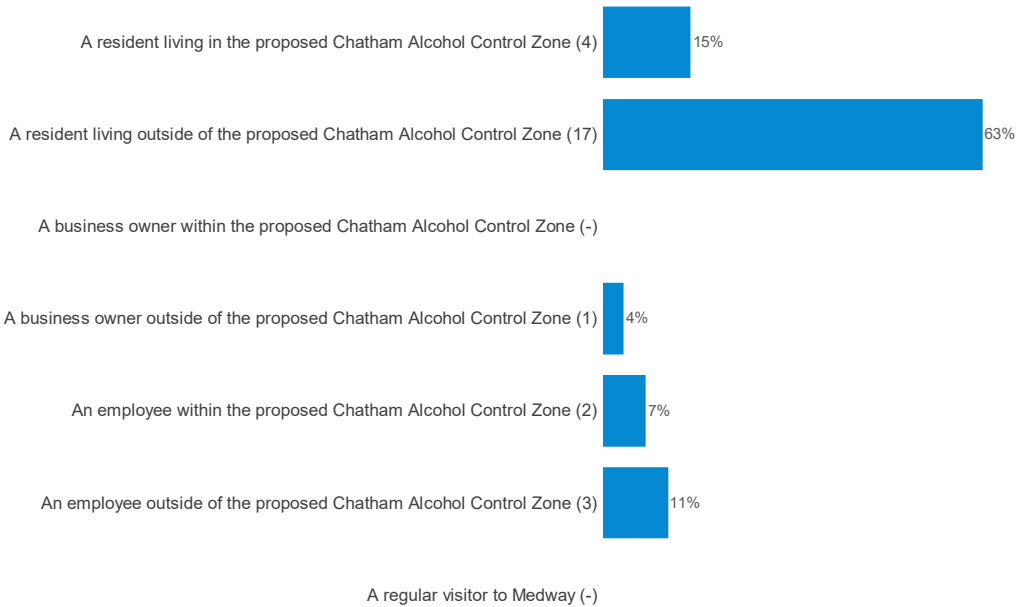 A resident living in the proposed Chatham Alcohol Control Zone (4) 15%
A resident living outside of the proposed Chatham Alcohol Control Zone (17) 63%
A business owner within the proposed Chatham Alcohol Control Zone (-)
A business owner outside of the proposed Chatham Alcohol Control Zone (1) 4%
An employee within the proposed Chatham Alcohol Control Zone (2) 7%
An employee outside of the proposed Chatham Alcohol Control Zone (3) 11%
A regular visitor to Medway (-)